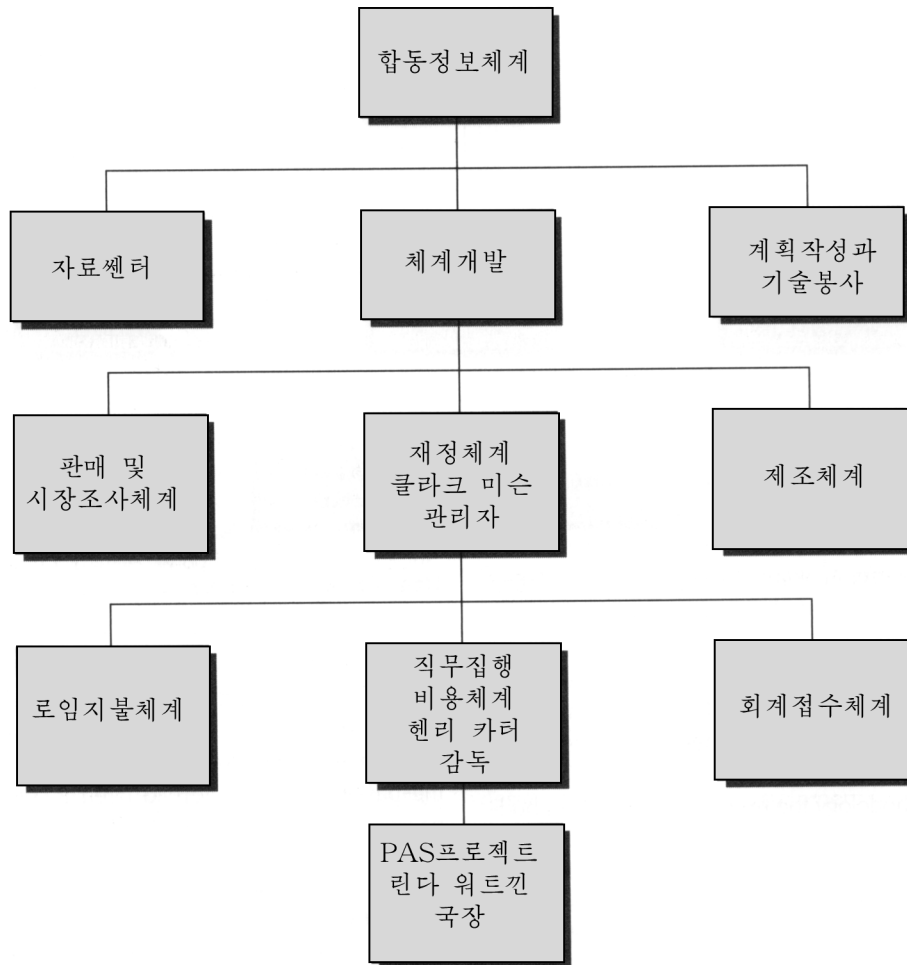 합동정보체계
자료쎈터
체계개발
계획작성과
기술봉사
판매 및
시장조사체계
재정체계
클라크 미슨
관리자
제조체계
로임지불체계
직무집행
비용체계
헨리 카터
감독
회계접수체계
PAS프로젝트
린다 워트낀
국장